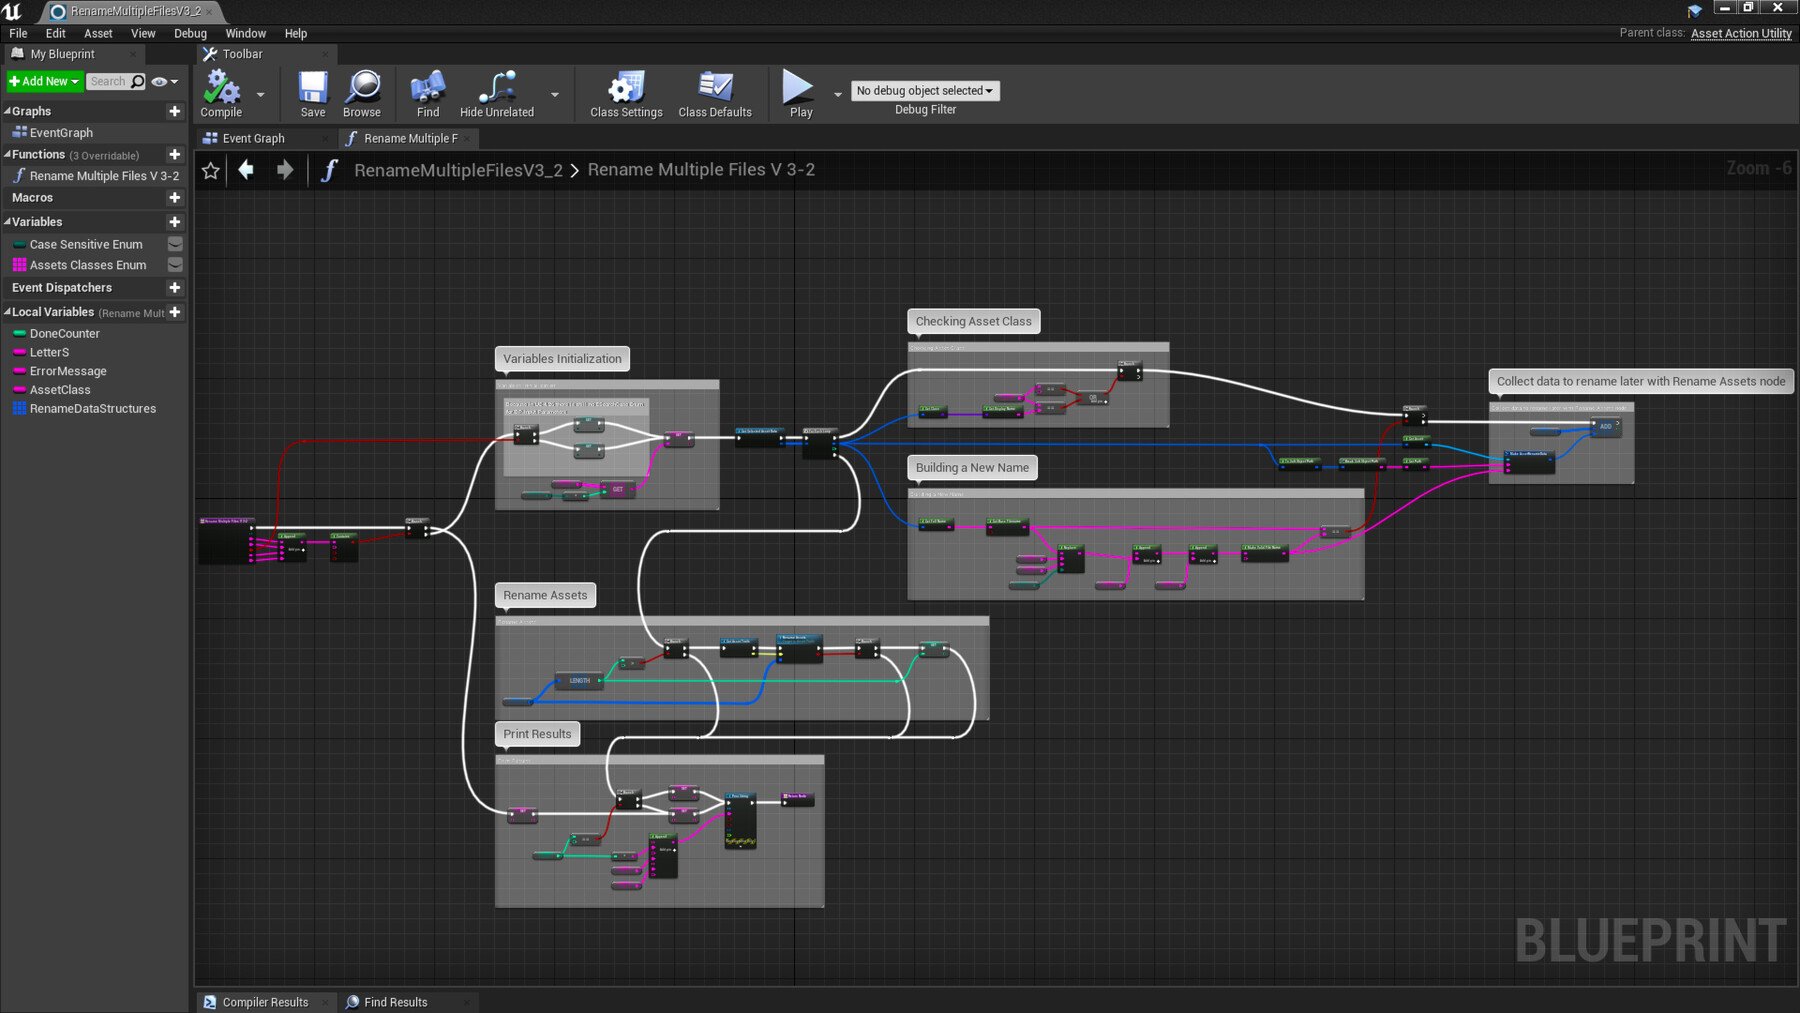 RenameMultipleFilesV3_2
File Edit Asset View Debug Window Help
Parent class: Asset Action Utility
My Blueprint
Toolbar
Add New
Search
Compile
Save
Browse
Find
Hide Unrelated
Class Settings
Class Defaults
Play
No debug object selected
Debug Filter
Graphs
EventGraph
Functions (3 Overridable)
Rename Multiple Files V 3-2
Macros
Variables
Case Sensitive Enum
Assets Classes Enum
Event Dispatchers
Local Variables (Rename Mult
DoneCounter
LetterS
ErrorMessage
AssetClass
RenameDataStructures
Event Graph
Rename Multiple F
RenameMultipleFilesV3_2 > Rename Multiple Files V 3-2
Zoom -6
Checking Asset Class
Variables Initialization
Collect data to rename later with Rename Assets node
ADD
Building a New Name
GET
Rename Assets
LENGTH
Print Results
BLUEPRINT
Compiler Results
Find Results